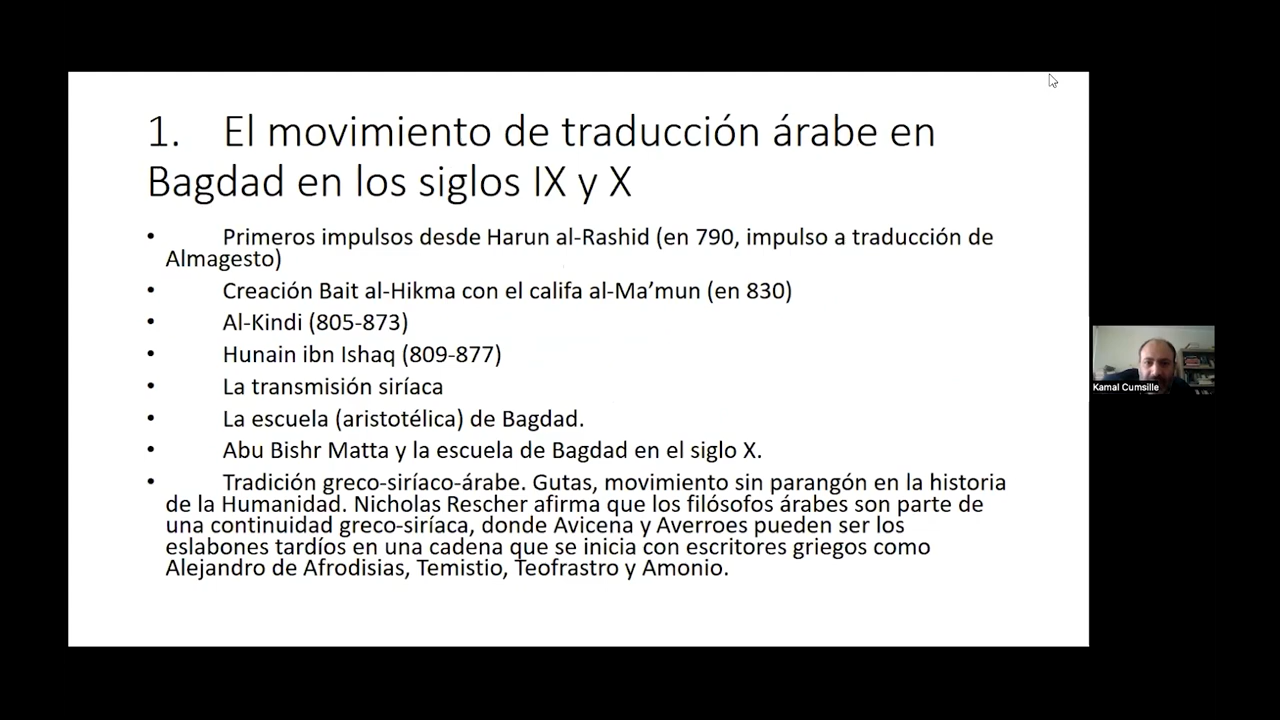 1. El movimiento de traducción árabe en
Bagdad en los siglos IX y X
• Primeros impulsos desde Harun al-Rashid (en 790, impulso a traducción de
Almagesto)
• Creación Bait al-Hikma con el califa al-Ma’mun (en 830)
• Al-Kindi (805-873)
• Hunain ibn Ishaq (809-877)
• La transmisión siríaca
• La escuela (aristotélica) de Bagdad.
• Abu Bishr Matta y la escuela de Bagdad en el siglo X.
• Tradición greco-siríaco-árabe. Gutas, movimiento sin parangón en la historia
de la Humanidad. Nicholas Rescher afirma que los filósofos árabes son parte de
una continuidad greco-siríaca, donde Avicena y Averroes pueden ser los
eslabones tardíos en una cadena que se inicia con escritores griegos como
Alejandro de Afrodisias, Temistio, Teofrastro y Amonio.
Kamal Cumsille